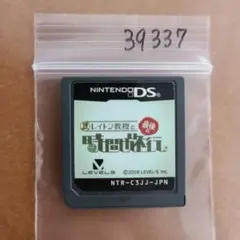 39337
NINTENDO DS
レイトン教授と
最後の
時間旅行
LEVEL5
© 2008 LEVEL-5 Inc.
NTR-C3JJ-JPN